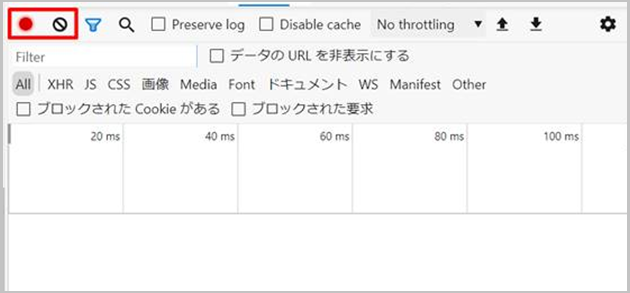 Preserve log Disable cache No throttling
Filter データの URL を非表示にする
All XHR JS CSS 画像 Media Font ドキュメント WS Manifest Other
ブロックされた Cookie がある ブロックされた要求
20 ms 40 ms 60 ms 80 ms 100 ms